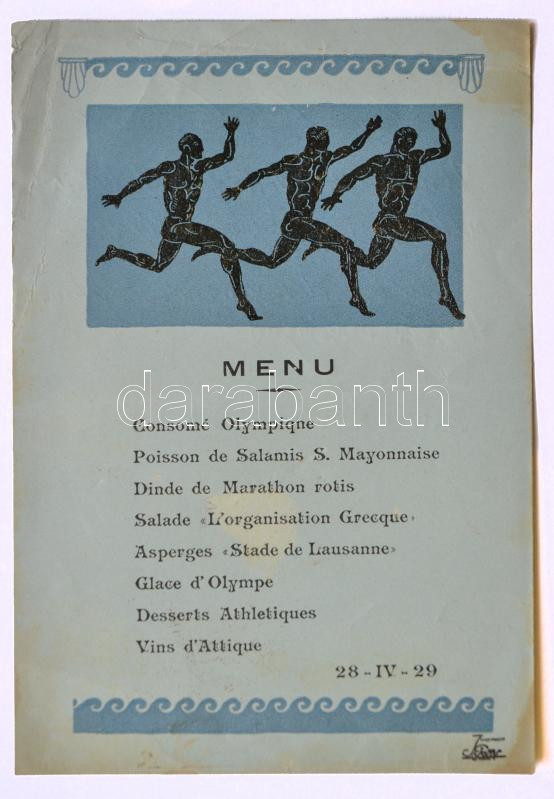 MENU
darabanth
Consomé Olympique
Poisson de Salamis S. Mayonnaise
Dinde de Marathon rotis
Salade «L'organisation Grecque»
Asperges «Stade de Lausanne»
Glace d'Olympe
Desserts Athletiques
Vins d'Attique
28-IV-29